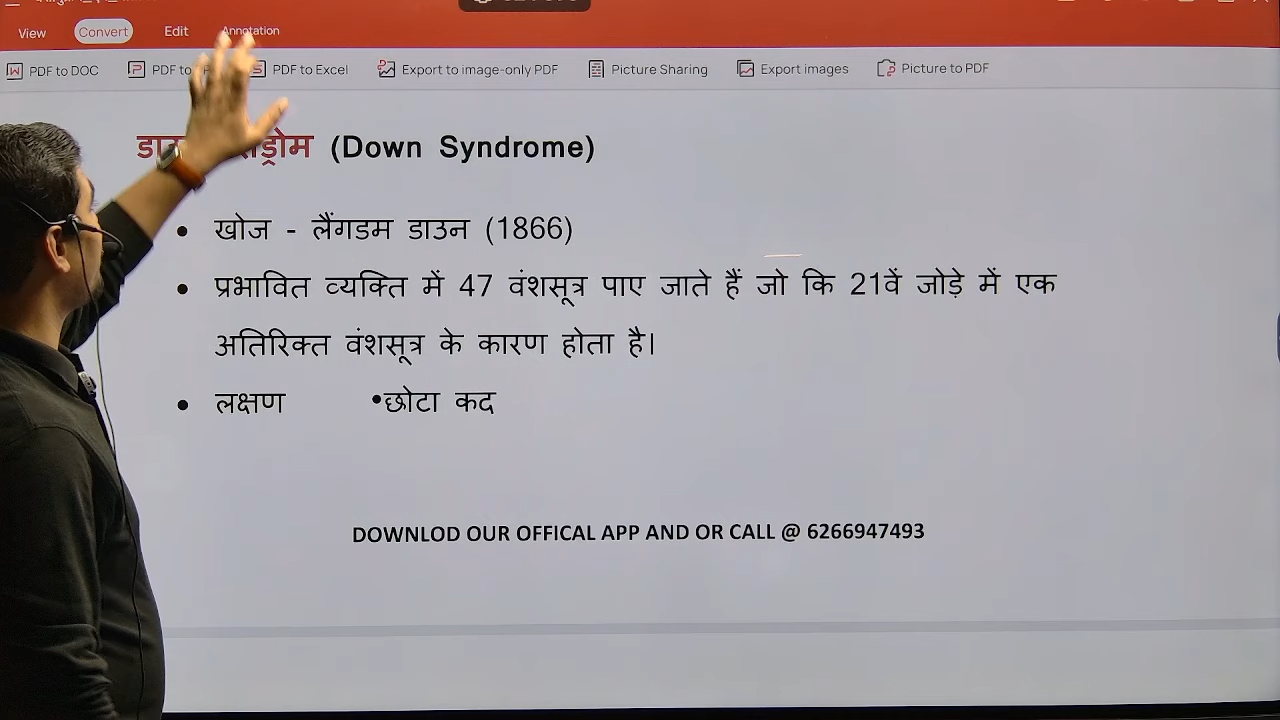 View Convert Edit Annotation
PDF to DOC PDF to PDF to Excel Export to image-only PDF Picture Sharing Export images Picture to PDF
(Down Syndrome)
• खोज - लैंगडम डाउन (1866)
• प्रभावित व्यक्ति में 47 वंशसूत्र पाए जाते हैं जो कि 21वें जोड़े में एक
अतिरिक्त वंशसूत्र के कारण होता है।
• लक्षण •छोटा कद
DOWNLOD OUR OFFICAL APP AND OR CALL @ 6266947493